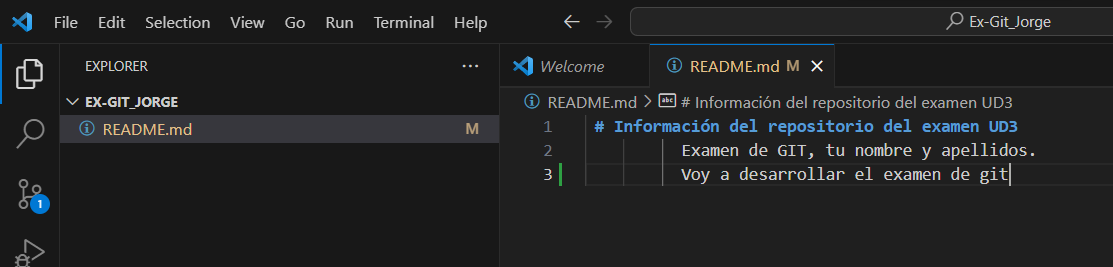 File Edit Selection View Go Run Terminal Help Ex-Git_Jorge
EXPLORER ...
Welcome README.md M
EX-GIT_JORGE
README.md > # Información del repositorio del examen UD3
README.md M
1 # Información del repositorio del examen UD3
2 Examen de GIT, tu nombre y apellidos.
3 Voy a desarrollar el examen de git
1